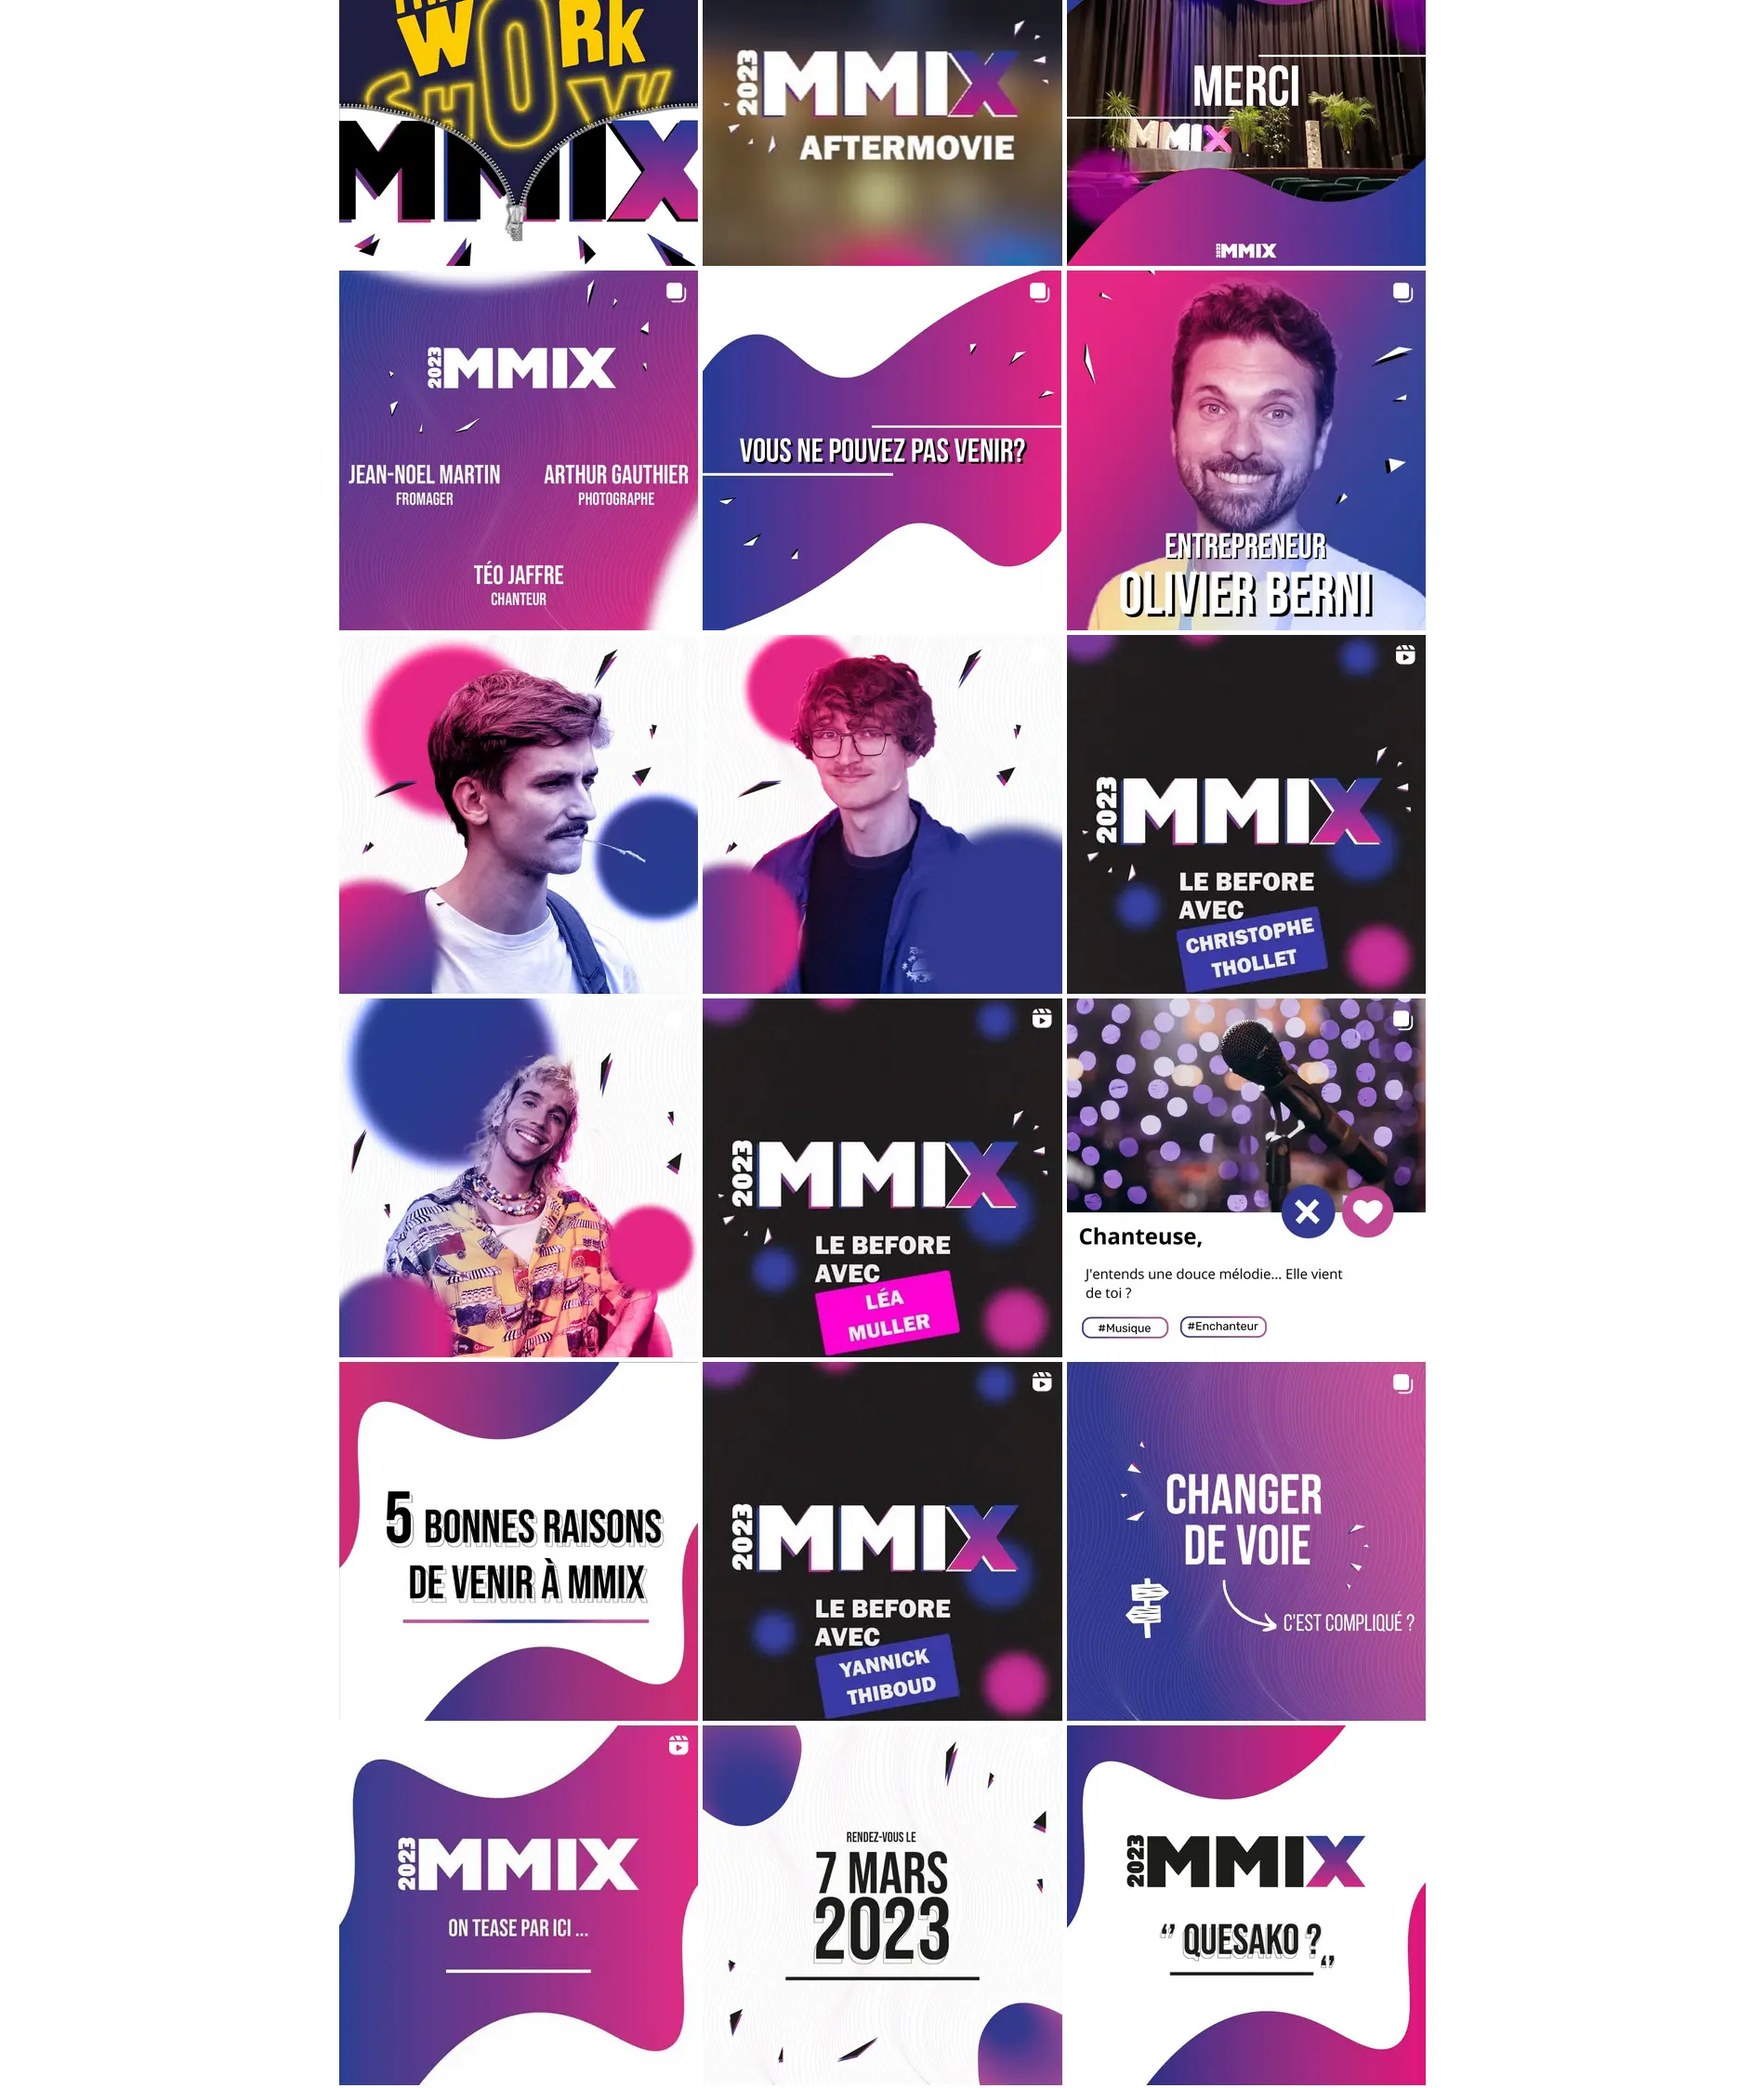 WORK
SHOW
MMIX
2023
MMIX
AFTERMOVIE
MERCI
MMIX
2023
MMIX
2023
MMIX
JEAN-NOEL MARTIN
FROMAGER
ARTHUR GAUTHIER
PHOTOGRAPHE
TÉO JAFFRE
CHANTEUR
VOUS NE POUVEZ PAS VENIR?
ENTREPRENEUR
OLIVIER BERNI
2023
MMIX
LE BEFORE
AVEC
CHRISTOPHE
THOLLET
2023
MMIX
LE BEFORE
AVEC
LÉA
MULLER
Chanteuse,
J'entends une douce mélodie... Elle vient
de toi ?
#Musique #Enchanteur
5 BONNES RAISONS
DE VENIR À MMIX
2023
MMIX
LE BEFORE
AVEC
YANNICK
THIBOUD
CHANGER
DE VOIE
C'EST COMPLIQUÉ ?
2023
MMIX
ON TEASE PAR ICI ...
RENDEZ-VOUS LE
7 MARS
2023
2023
MMIX
“ QUESAKO ? ”